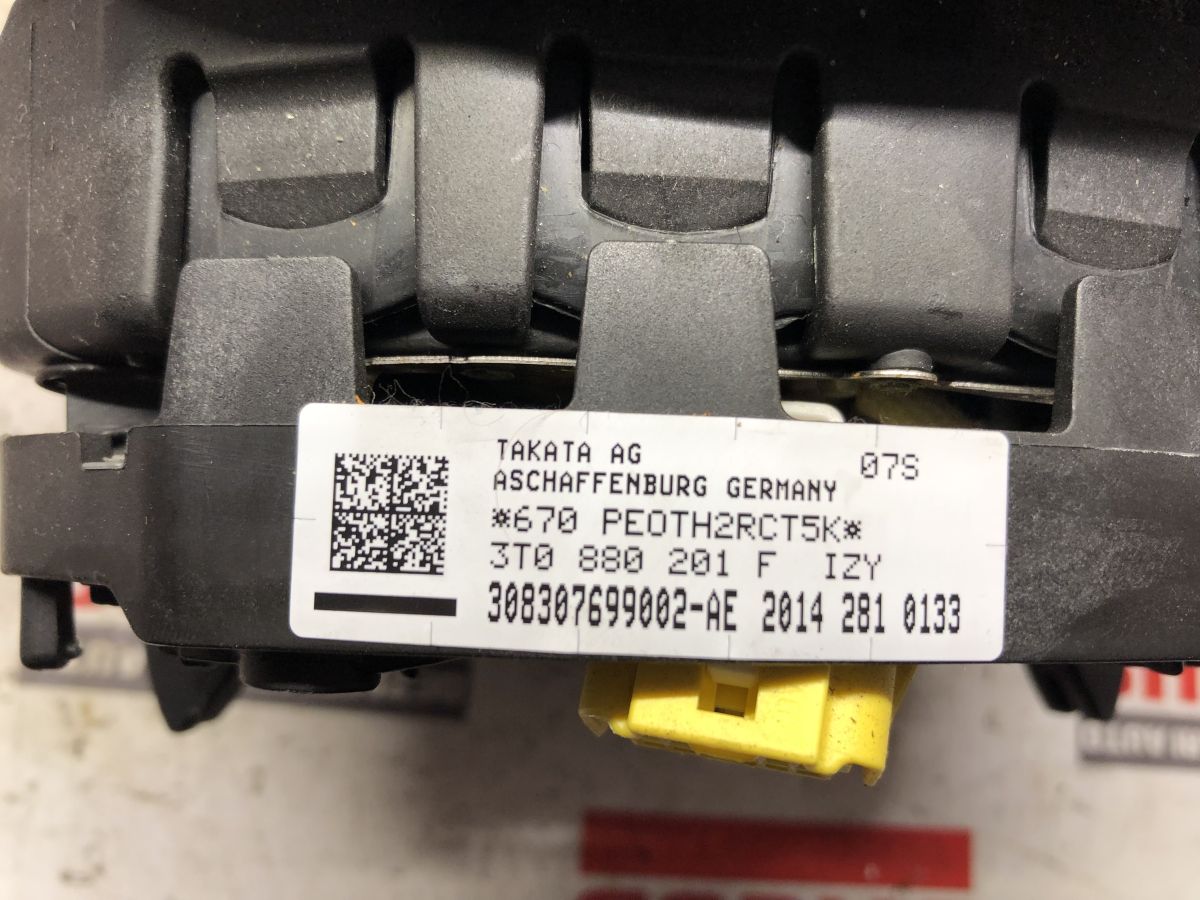 TAKATA AG
07S
ASCHAFFENBURG GERMANY
*670 PEOTH2RCT5K*
3T0 880 201 F IZY
308307699002-AE 2014 281 0133